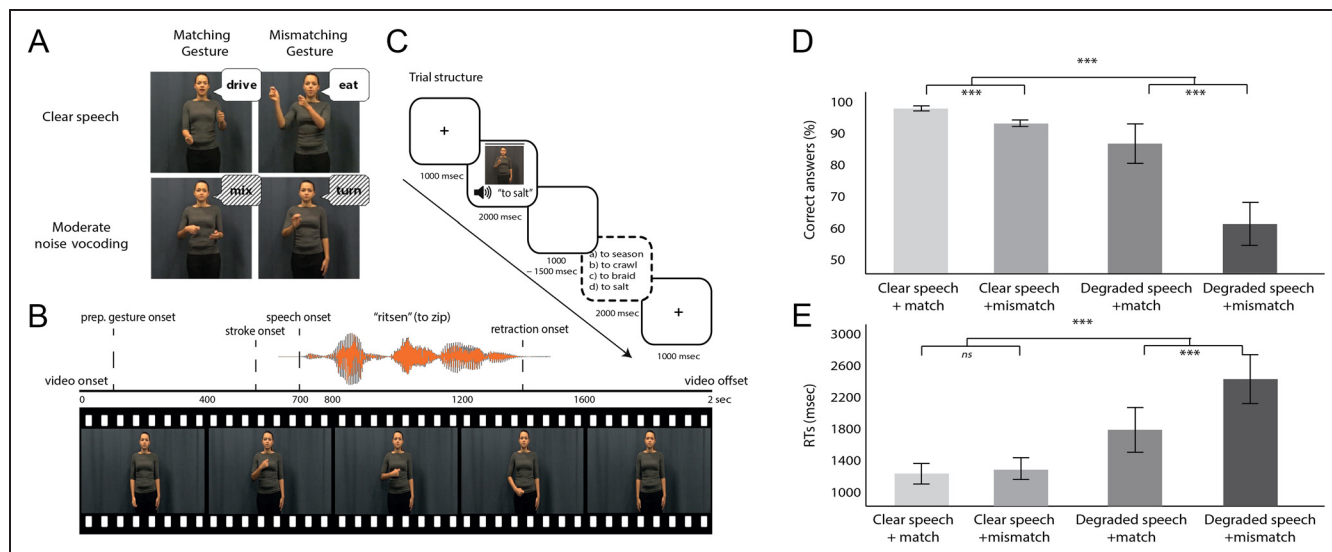 A
Matching
Gesture
Mismatching
Gesture
Clear speech
drive
eat
Moderate
noise vocoding
mix
turn
B
prep. gesture onset
stroke onset
speech onset
"ritsen" (to zip)
retraction onset
video onset
video offset
0
400
700
800
1200
1600
2 sec
C
Trial structure
+
1000 msec
"to salt"
2000 msec
1000
– 1500 msec
a) to season
b) to crawl
c) to braid
d) to salt
2000 msec
+
1000 msec
D
***
***
***
Correct answers (%)
100
90
80
70
60
50
Clear speech
+ match
Clear speech
+mismatch
Degraded speech
+match
Degraded speech
+mismatch
E
***
ns
***
RTs (msec)
3000
2600
2200
1800
1400
1000
Clear speech
+ match
Clear speech
+mismatch
Degraded speech
+match
Degraded speech
+mismatch